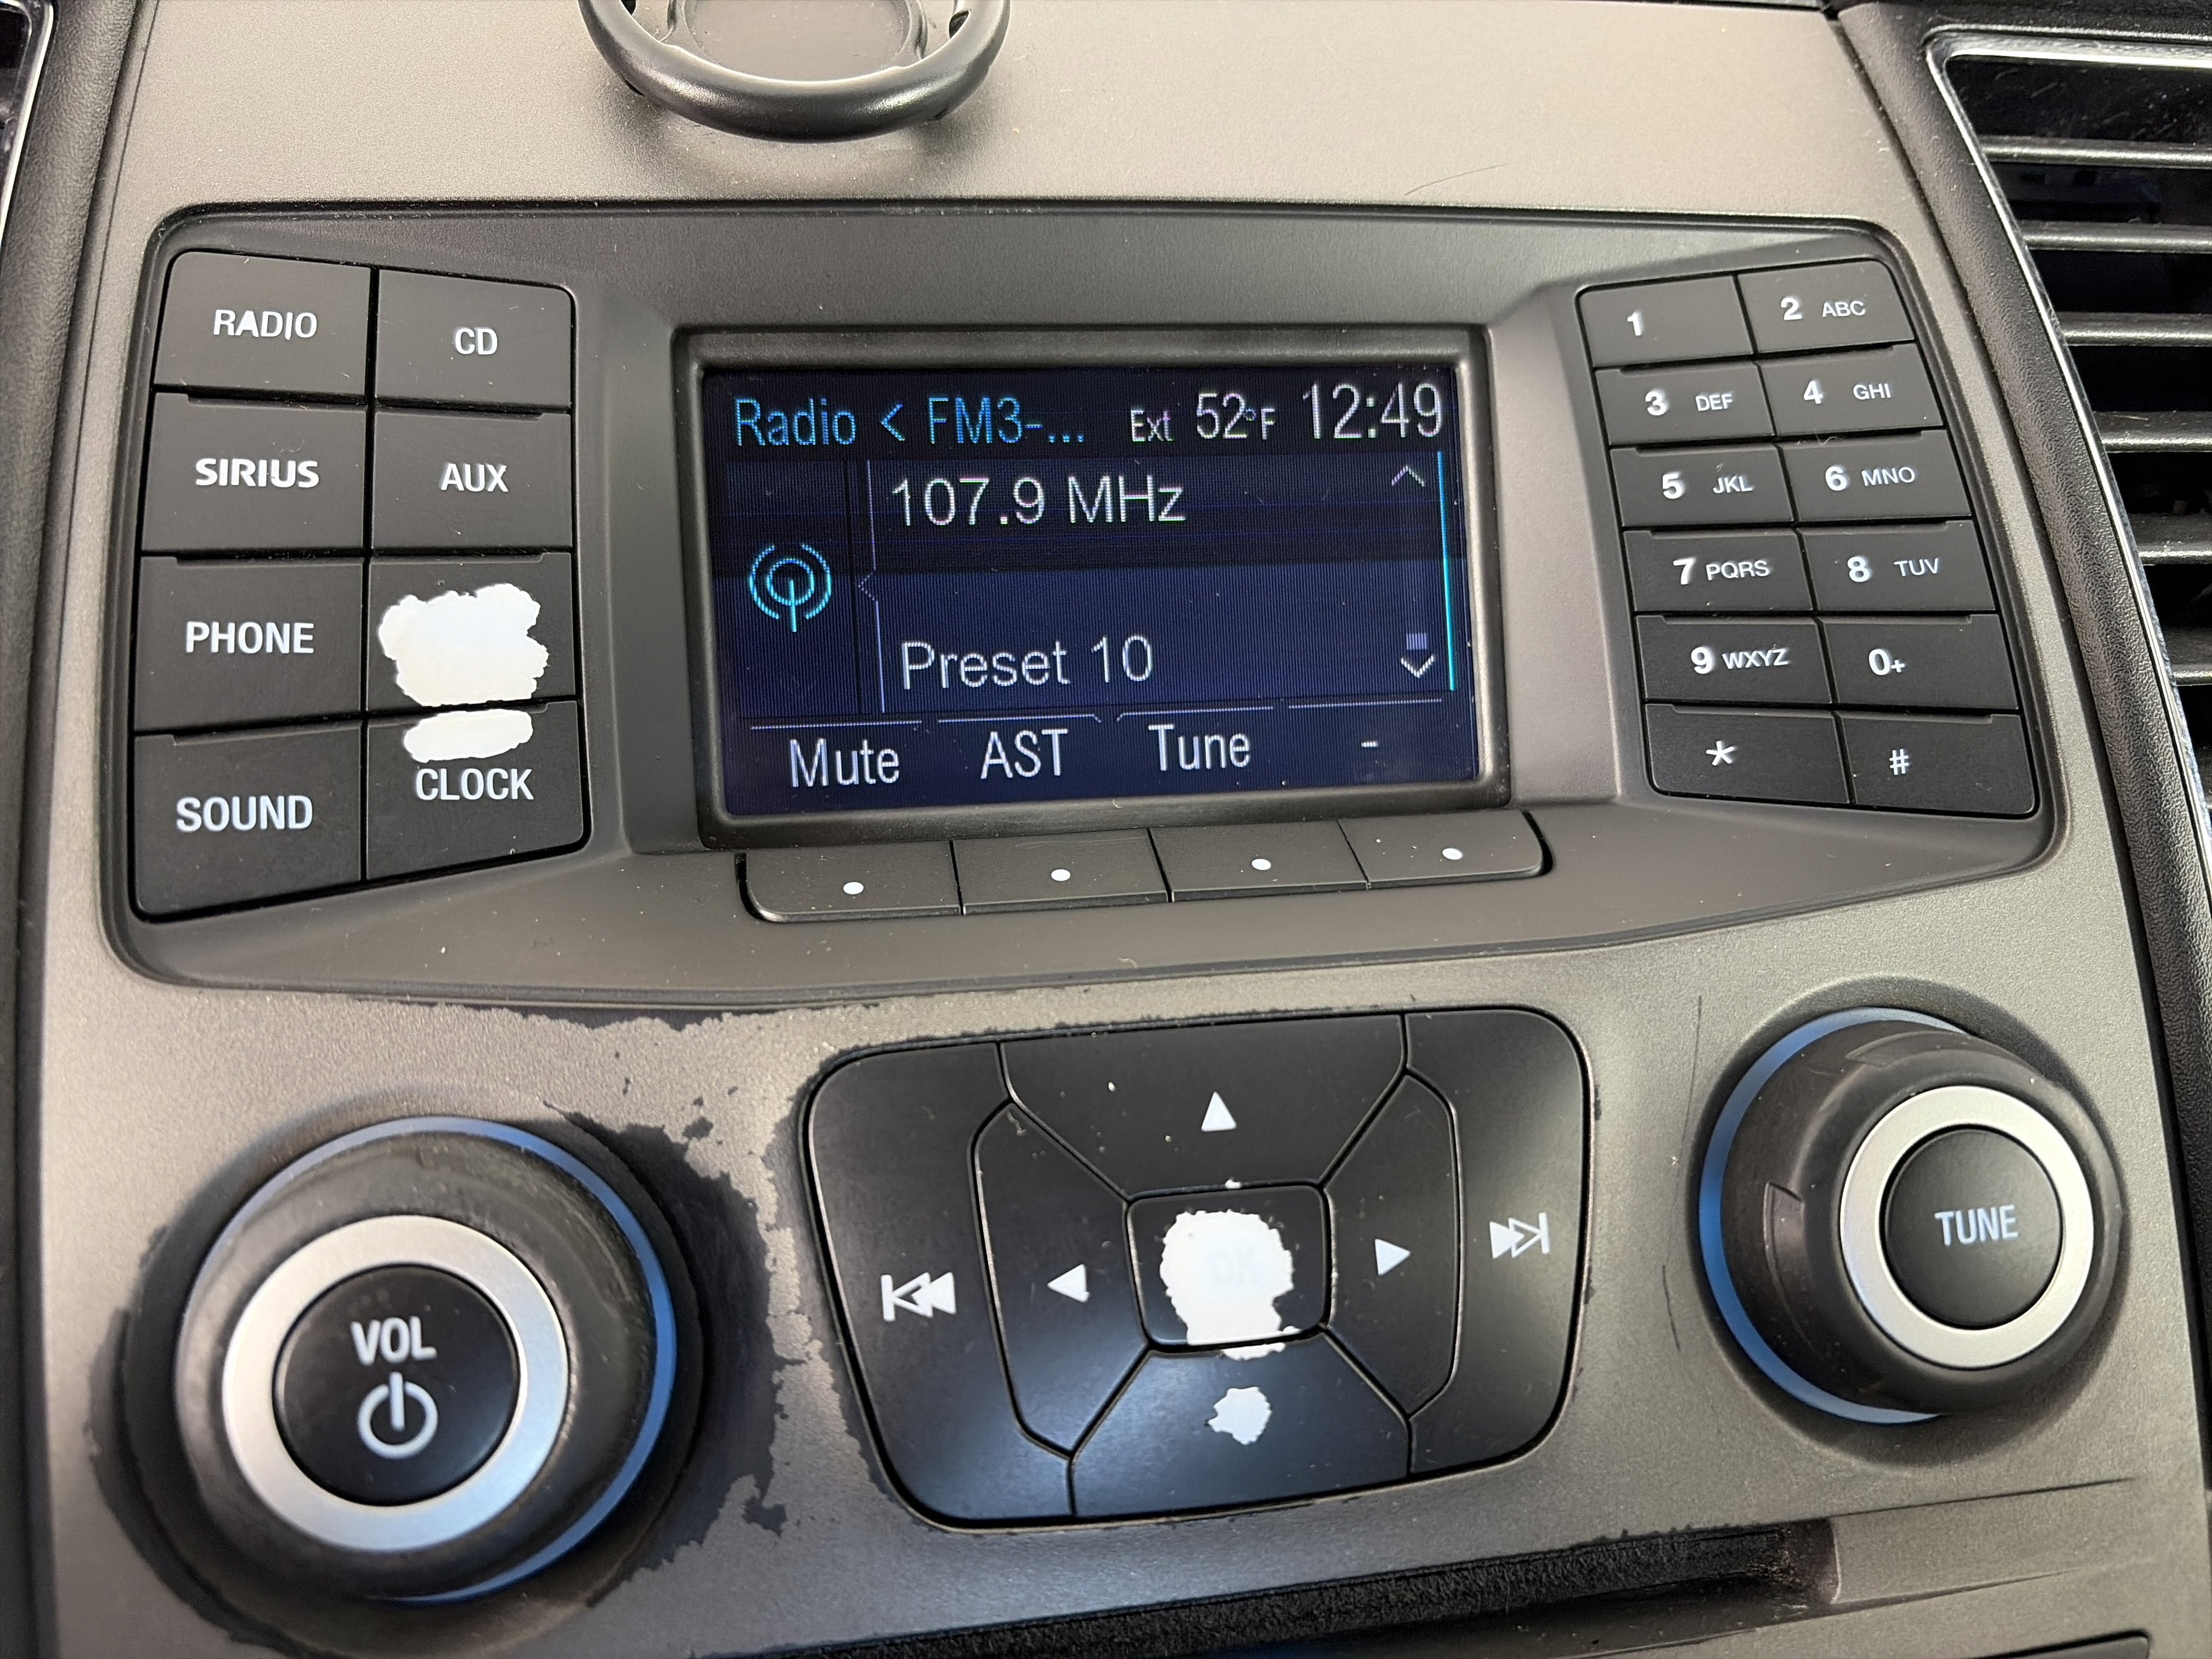 RADIO
CD
SIRIUS
AUX
PHONE
SOUND
CLOCK
Radio < FM3-... Ext 52°F 12:49
107.9 MHz
Preset 10
Mute AST Tune -
1
2 ABC
3 DEF
4 GHI
5 JKL
6 MNO
7 PQRS
8 TUV
9 WXYZ
0+
*
#
VOL
OK
TUNE